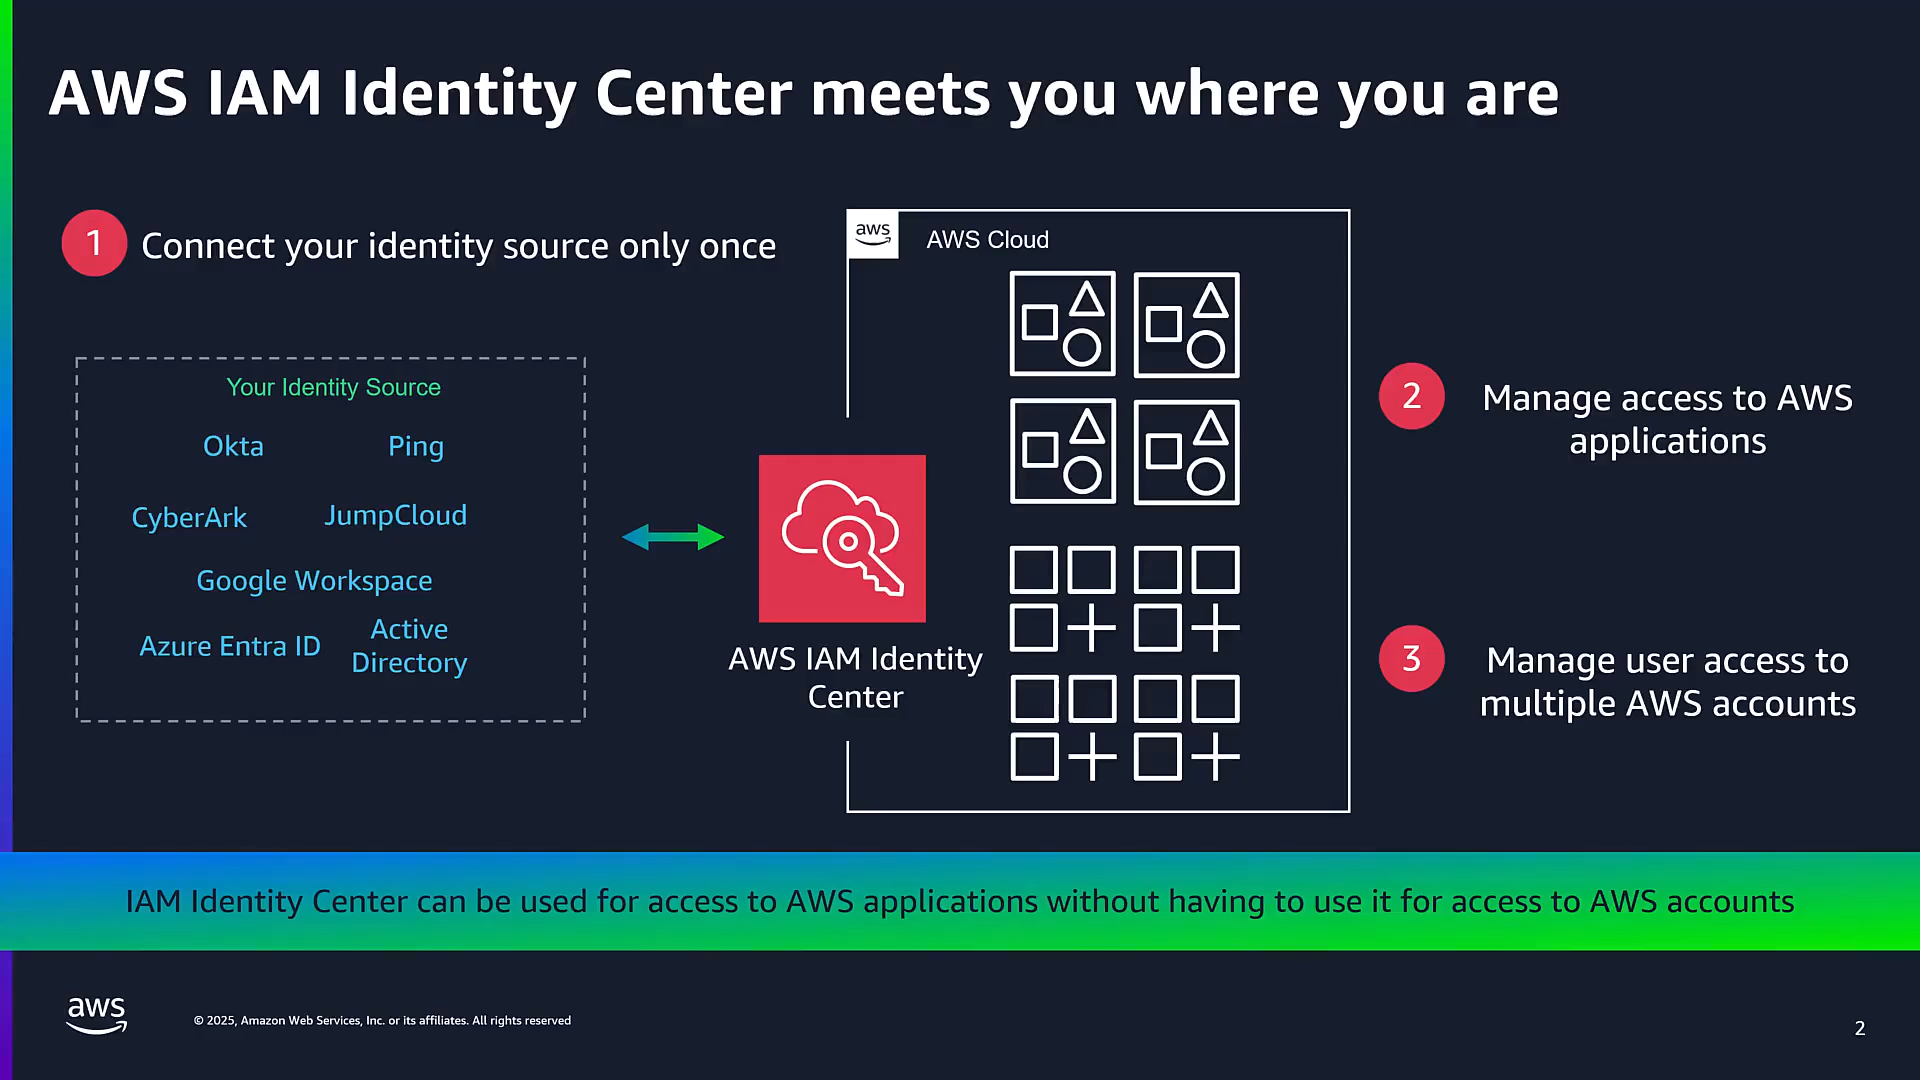 AWS IAM Identity Center meets you where you are
1 Connect your identity source only once
Your Identity Source
Okta Ping
CyberArk JumpCloud
Google Workspace
Azure Entra ID
Active
Directory
aws AWS Cloud
AWS IAM Identity
Center
2 Manage access to AWS
applications
3 Manage user access to
multiple AWS accounts
IAM Identity Center can be used for access to AWS applications without having to use it for access to AWS accounts
aws
© 2025, Amazon Web Services, Inc. or its affiliates. All rights reserved
2